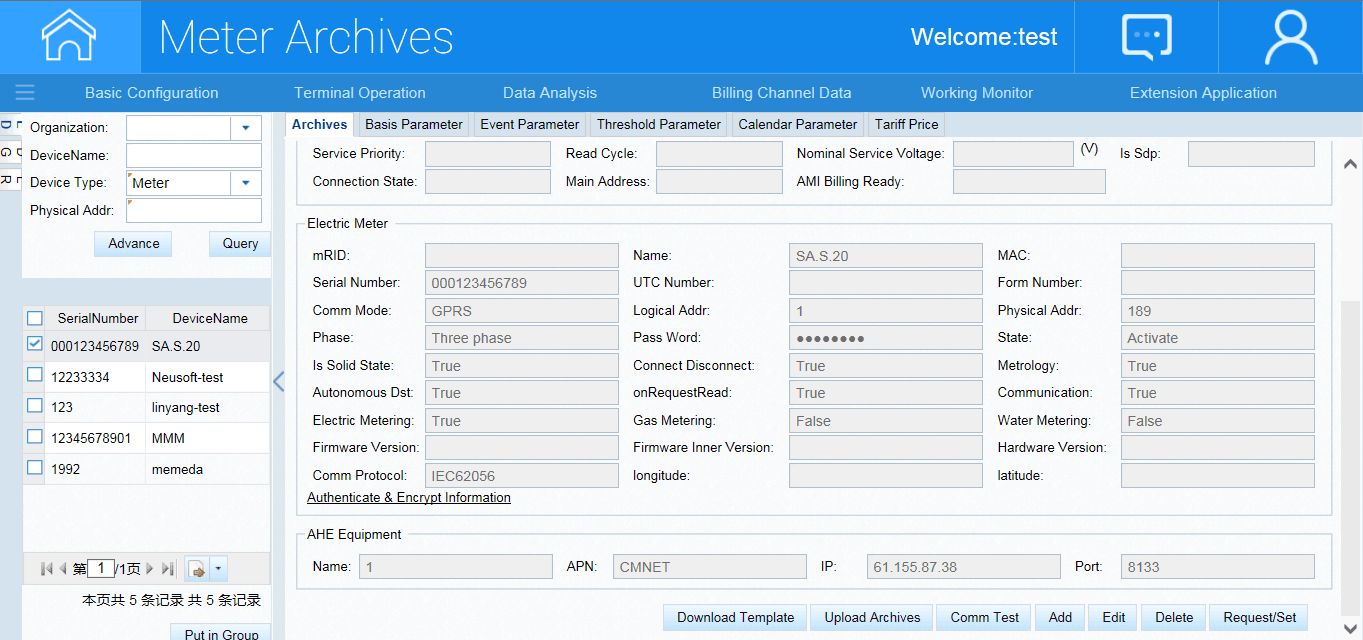 Meter Archives
Welcome:test
Basic Configuration Terminal Operation Data Analysis Billing Channel Data Working Monitor Extension Application
D
G
R
Organization:
DeviceName:
Device Type: Meter
Physical Addr:
Advance Query
SerialNumber DeviceName
000123456789 SA.S.20
12233334 Neusoft-test
123 linyang-test
12345678901 MMM
1992 memeda
第 1 /1页
本页共 5 条记录 共 5 条记录
Put in Group
Archives Basis Parameter Event Parameter Threshold Parameter Calendar Parameter Tariff Price
Service Priority: Read Cycle: Nominal Service Voltage: (V) Is Sdp:
Connection State: Main Address: AMI Billing Ready:
Electric Meter
mRID: Name: SA.S.20 MAC:
Serial Number: 000123456789 UTC Number: Form Number:
Comm Mode: GPRS Logical Addr: 1 Physical Addr: 189
Phase: Three phase Pass Word: ●●●●●●●● State: Activate
Is Solid State: True Connect Disconnect: True Metrology: True
Autonomous Dst: True onRequestRead: True Communication: True
Electric Metering: True Gas Metering: False Water Metering: False
Firmware Version: Firmware Inner Version: Hardware Version:
Comm Protocol: IEC62056 longitude: latitude:
Authenticate & Encrypt Information
AHE Equipment
Name: 1 APN: CMNET IP: 61.155.87.38 Port: 8133
Download Template Upload Archives Comm Test Add Edit Delete Request/Set